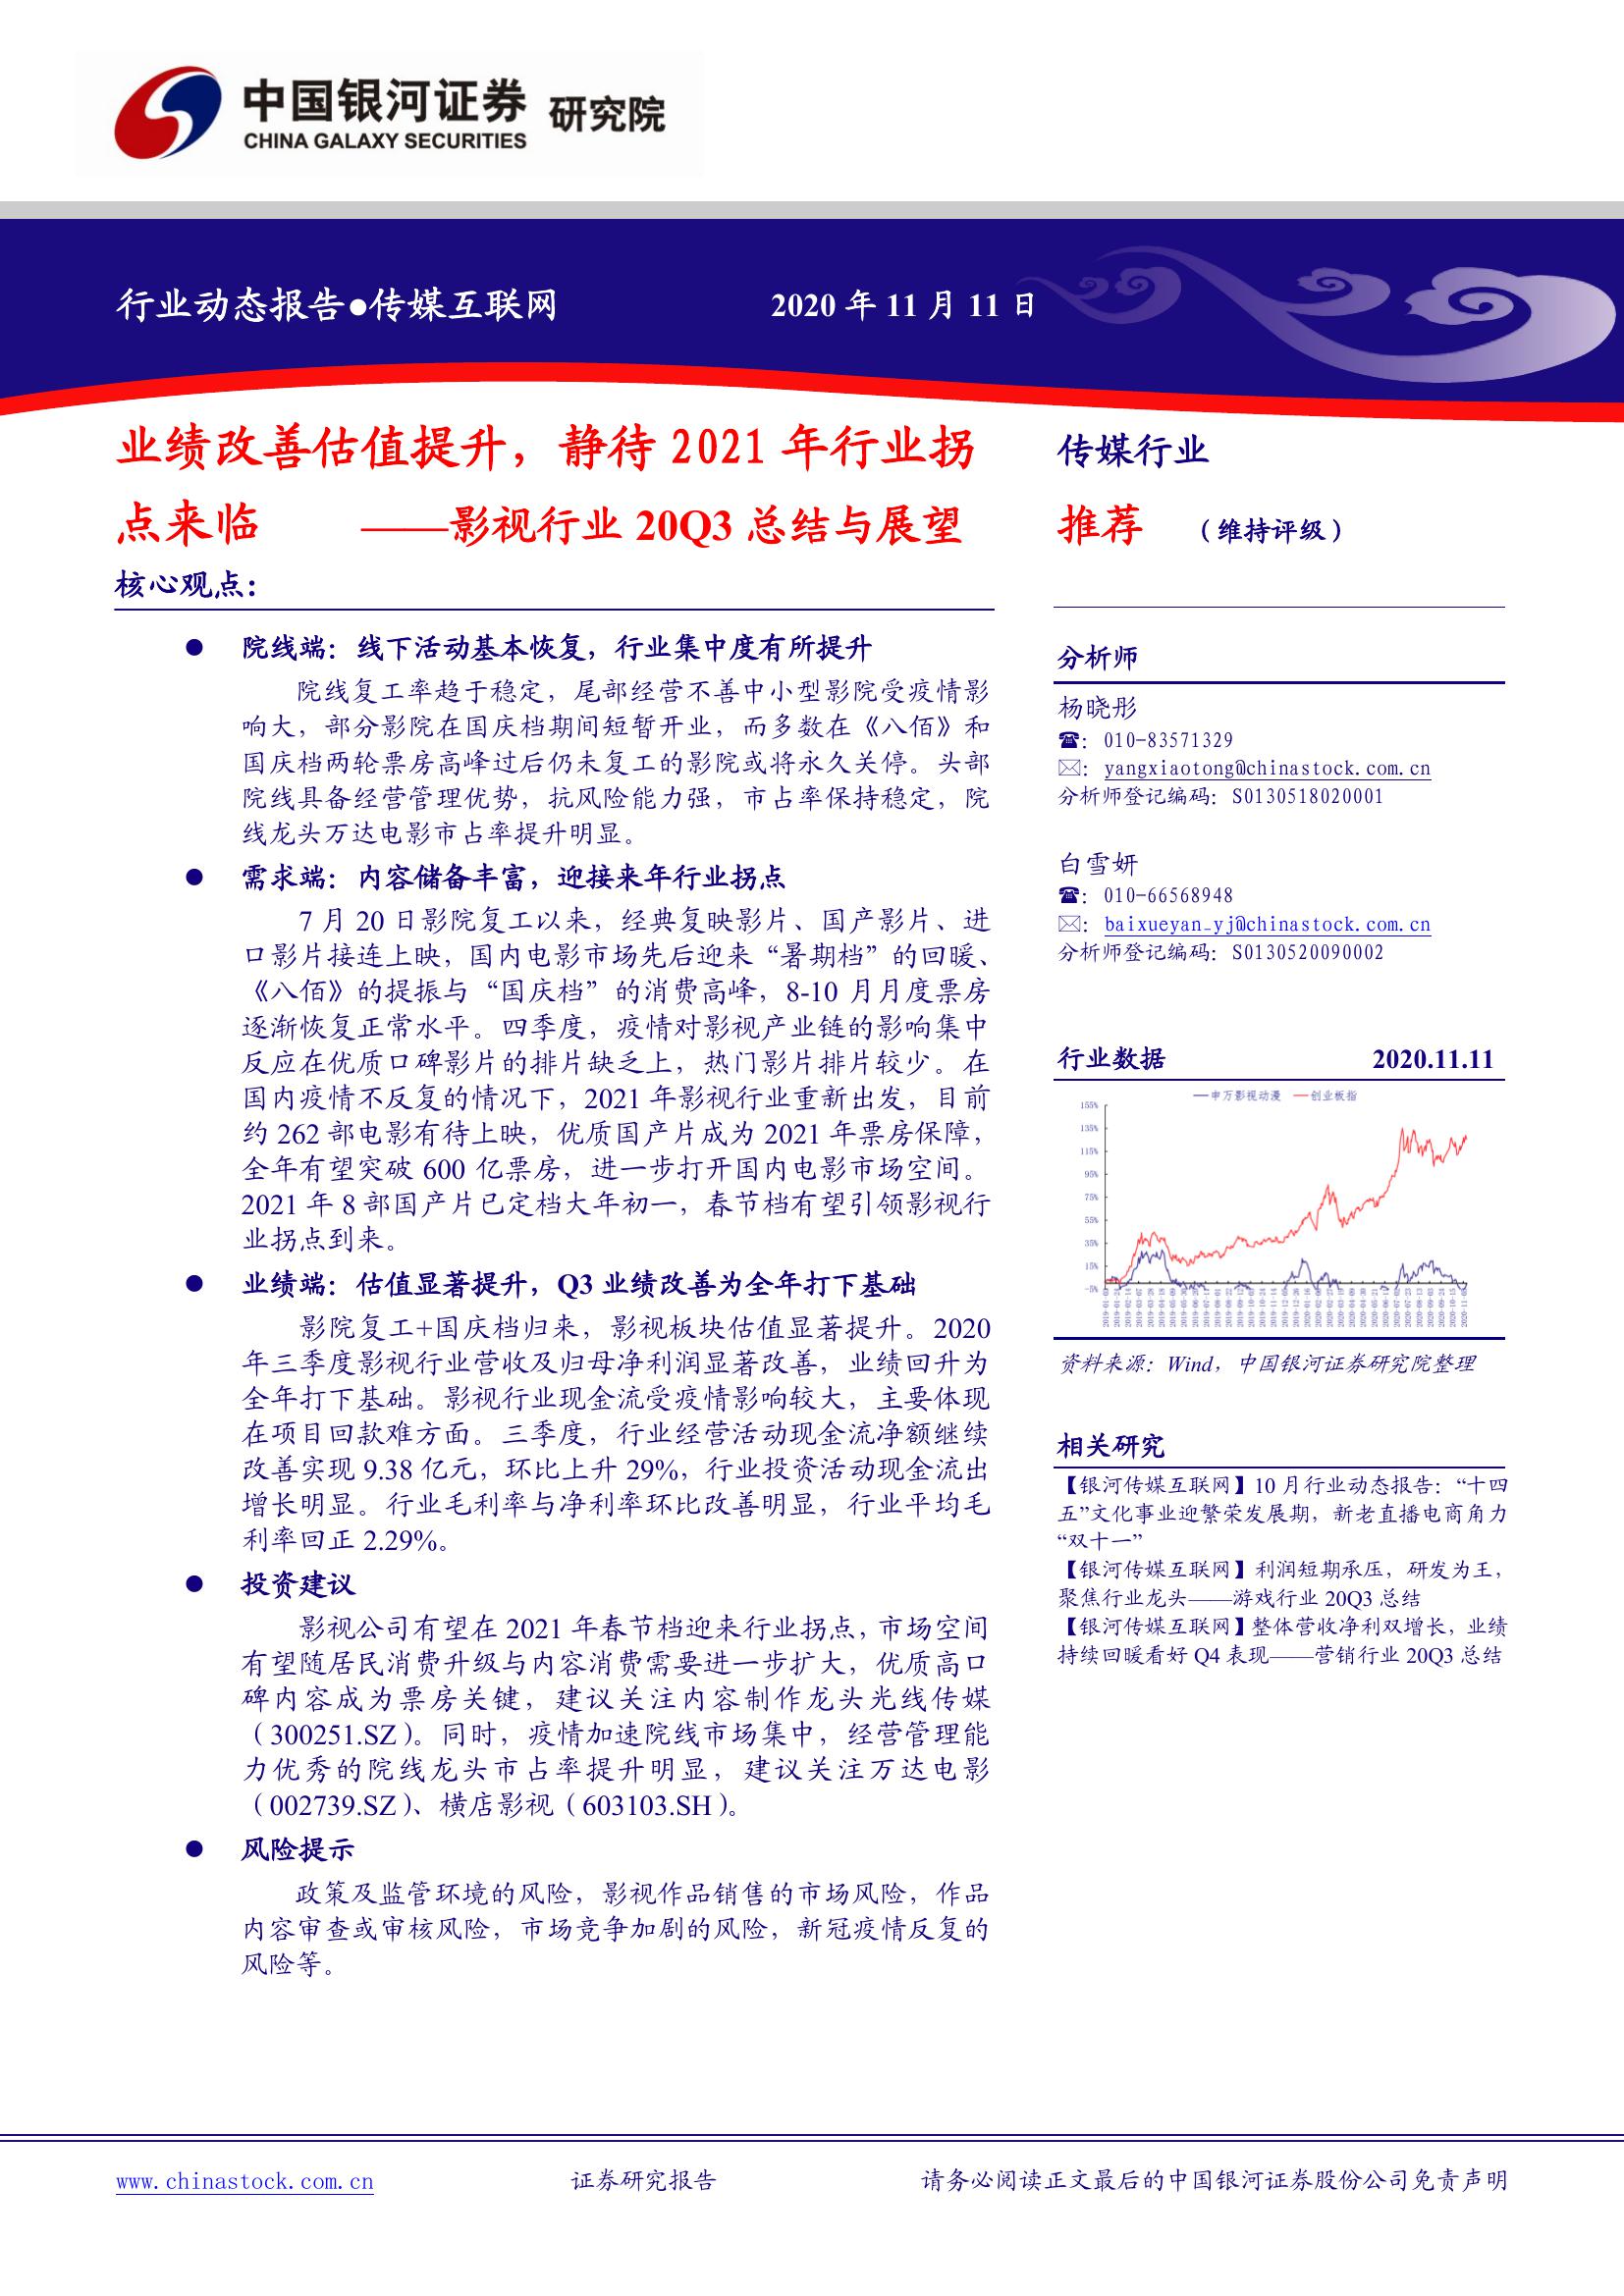 中国银河证券 研究院
CHINA GALAXY SECURITIES
行业动态报告●传媒互联网
2020 年 11 月 11 日
业绩改善估值提升，静待 2021 年行业拐
点来临 ——影视行业 20Q3 总结与展望
核心观点：
● 院线端：线下活动基本恢复，行业集中度有所提升
院线复工率趋于稳定，尾部经营不善中小型影院受疫情影
响大，部分影院在国庆档期间短暂开业，而多数在《八佰》和
国庆档两轮票房高峰过后仍未复工的影院或将永久关停。头部
院线具备经营管理优势，抗风险能力强，市占率保持稳定，院
线龙头万达电影市占率提升明显。
● 需求端：内容储备丰富，迎接来年行业拐点
7 月 20 日影院复工以来，经典复映影片、国产影片、进
口影片接连上映，国内电影市场先后迎来“暑期档”的回暖、
《八佰》的提振与“国庆档”的消费高峰，8-10 月月度票房
逐渐恢复正常水平。四季度，疫情对影视产业链的影响集中
反应在优质口碑影片的排片缺乏上，热门影片排片较少。在
国内疫情不反复的情况下，2021 年影视行业重新出发，目前
约 262 部电影有待上映，优质国产片成为 2021 年票房保障，
全年有望突破 600 亿票房，进一步打开国内电影市场空间。
2021 年 8 部国产片已定档大年初一，春节档有望引领影视行
业拐点到来。
● 业绩端：估值显著提升，Q3 业绩改善为全年打下基础
影院复工+国庆档归来，影视板块估值显著提升。2020
年三季度影视行业营收及归母净利润显著改善，业绩回升为
全年打下基础。影视行业现金流受疫情影响较大，主要体现
在项目回款难方面。三季度，行业经营活动现金流净额继续
改善实现 9.38 亿元，环比上升 29%，行业投资活动现金流出
增长明显。行业毛利率与净利率环比改善明显，行业平均毛
利率回正 2.29%。
● 投资建议
影视公司有望在 2021 年春节档迎来行业拐点，市场空间
有望随居民消费升级与内容消费需要进一步扩大，优质高口
碑内容成为票房关键，建议关注内容制作龙头光线传媒
（300251.SZ）。同时，疫情加速院线市场集中，经营管理能
力优秀的院线龙头市占率提升明显，建议关注万达电影
（002739.SZ）、横店影视（603103.SH）。
● 风险提示
政策及监管环境的风险，影视作品销售的市场风险，作品
内容审查或审核风险，市场竞争加剧的风险，新冠疫情反复的
风险等。
传媒行业
推荐 （维持评级）
分析师
杨晓彤
☎：010-83571329
✉：yangxiaotong@chinastock.com.cn
分析师登记编码：S0130518020001
白雪妍
☎：010-66568948
✉：baixueyan_yj@chinastock.com.cn
分析师登记编码：S0130520090002
行业数据 2020.11.11
申万影视动漫 创业板指
155%
135%
115%
95%
75%
55%
35%
15%
-5%
资料来源：Wind，中国银河证券研究院整理
相关研究
【银河传媒互联网】10 月行业动态报告：“十四
五”文化事业迎繁荣发展期，新老直播电商角力
“双十一”
【银河传媒互联网】利润短期承压，研发为王，
聚焦行业龙头——游戏行业 20Q3 总结
【银河传媒互联网】整体营收净利双增长，业绩
持续回暖看好 Q4 表现——营销行业 20Q3 总结
www.chinastock.com.cn
证券研究报告
请务必阅读正文最后的中国银河证券股份公司免责声明